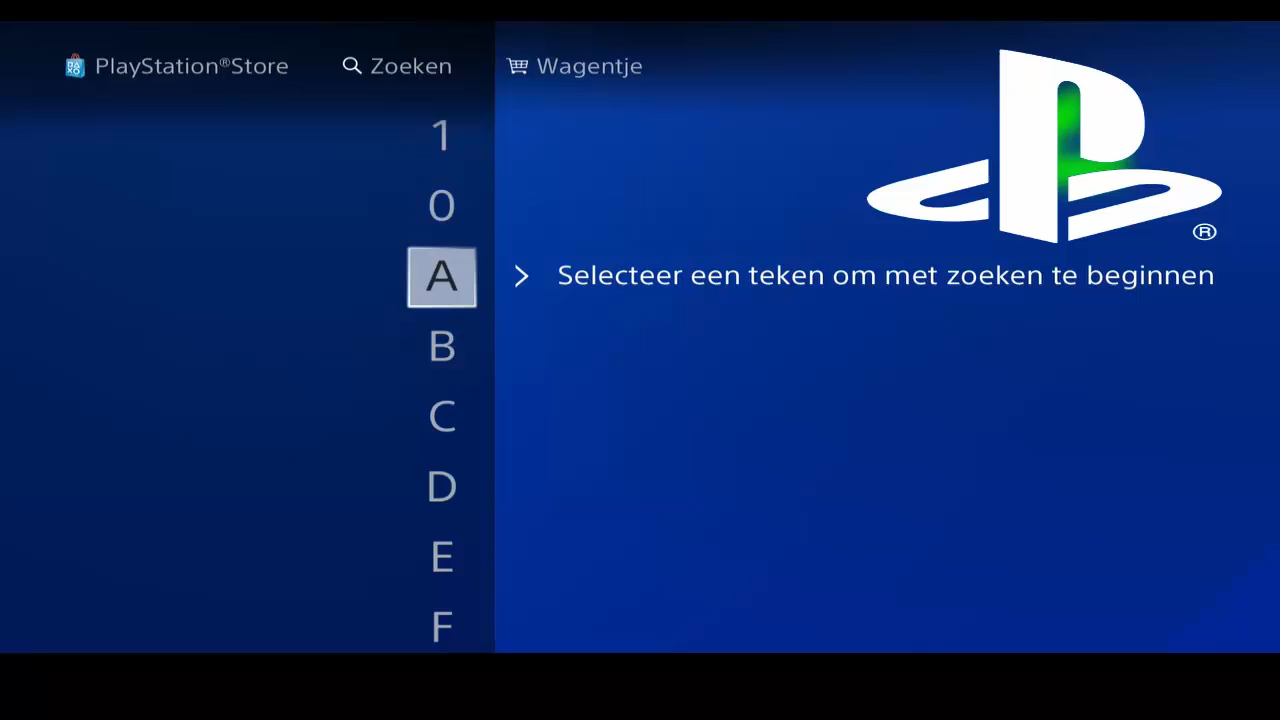 PlayStation®Store
Zoeken
Wagentje
1
0
A
Selecteer een teken om met zoeken te beginnen
B
C
D
E
F
®